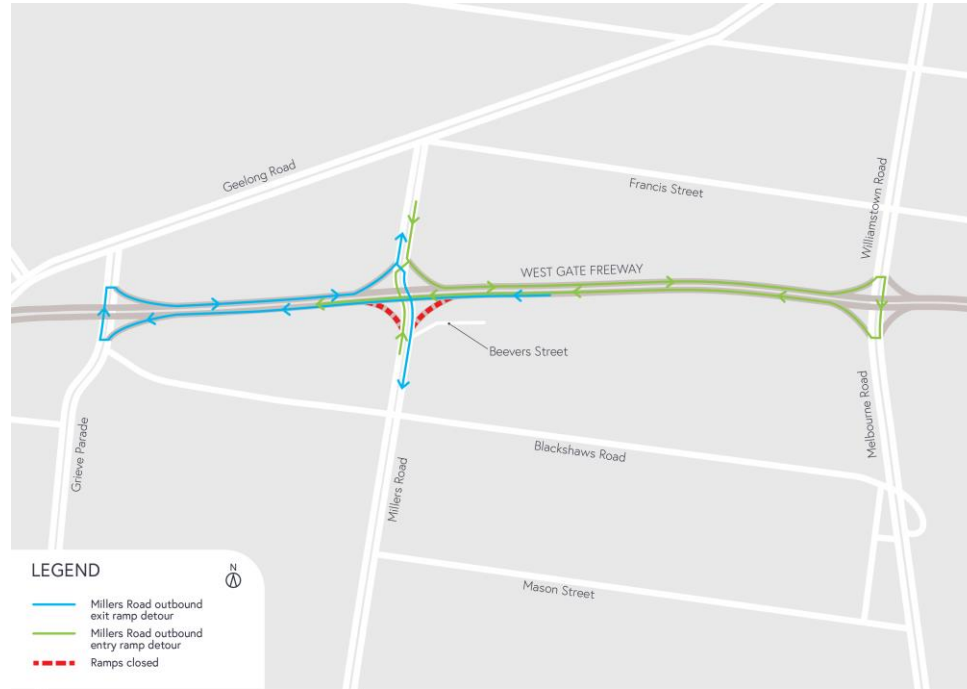 Geelong Road
Francis Street
Williamstown Road
WEST GATE FREEWAY
Beevers Street
Grieve Parade
Millers Road
Blackshaws Road
Melbourne Road
Mason Street
LEGEND
N
Millers Road outbound
exit ramp detour
Millers Road outbound
entry ramp detour
Ramps closed